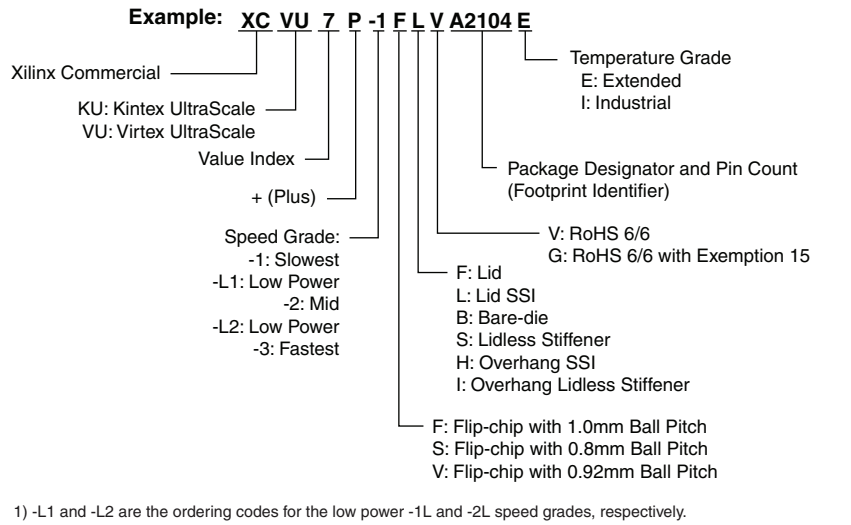 Example: XC VU 7 P -1 F L V A2104 E
Temperature Grade
E: Extended
I: Industrial
Xilinx Commercial
KU: Kintex UltraScale
VU: Virtex UltraScale
Value Index
Package Designator and Pin Count
(Footprint Identifier)
+ (Plus)
Speed Grade:
-1: Slowest
-L1: Low Power
-2: Mid
-L2: Low Power
-3: Fastest
V: RoHS 6/6
G: RoHS 6/6 with Exemption 15
F: Lid
L: Lid SSI
B: Bare-die
S: Lidless Stiffener
H: Overhang SSI
I: Overhang Lidless Stiffener
F: Flip-chip with 1.0mm Ball Pitch
S: Flip-chip with 0.8mm Ball Pitch
V: Flip-chip with 0.92mm Ball Pitch
1) -L1 and -L2 are the ordering codes for the low power -1L and -2L speed grades, respectively.